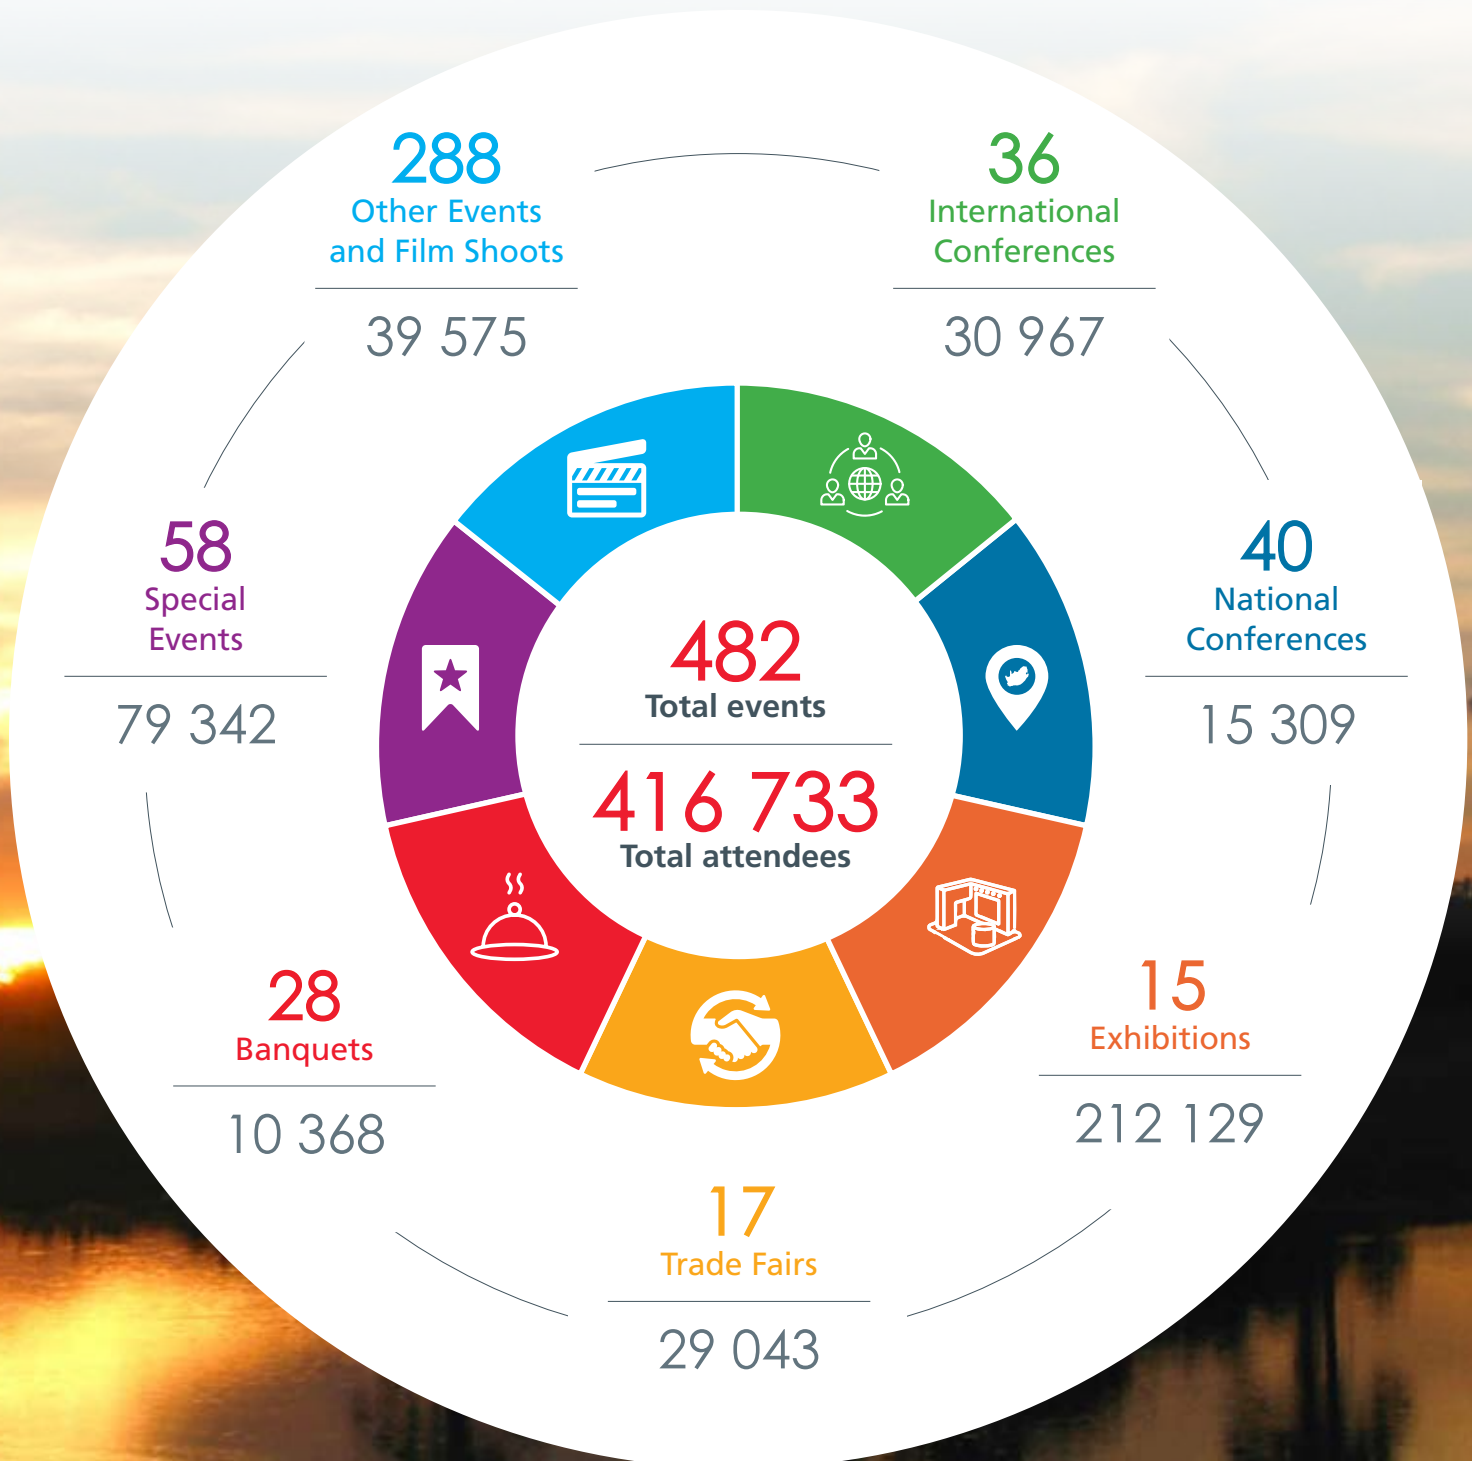 288
Other Events
and Film Shoots
39 575
36
International
Conferences
30 967
58
Special
Events
79 342
40
National
Conferences
15 309
482
Total events
416 733
Total attendees
28
Banquets
10 368
15
Exhibitions
212 129
17
Trade Fairs
29 043